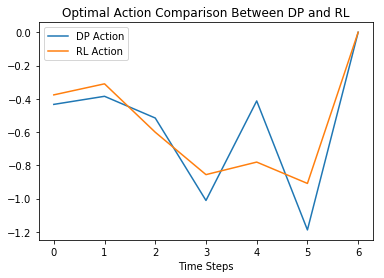 Optimal Action Comparison Between DP and RL
DP Action
RL Action
0.0
−0.2
−0.4
−0.6
−0.8
−1.0
−1.2
0 1 2 3 4 5 6
Time Steps